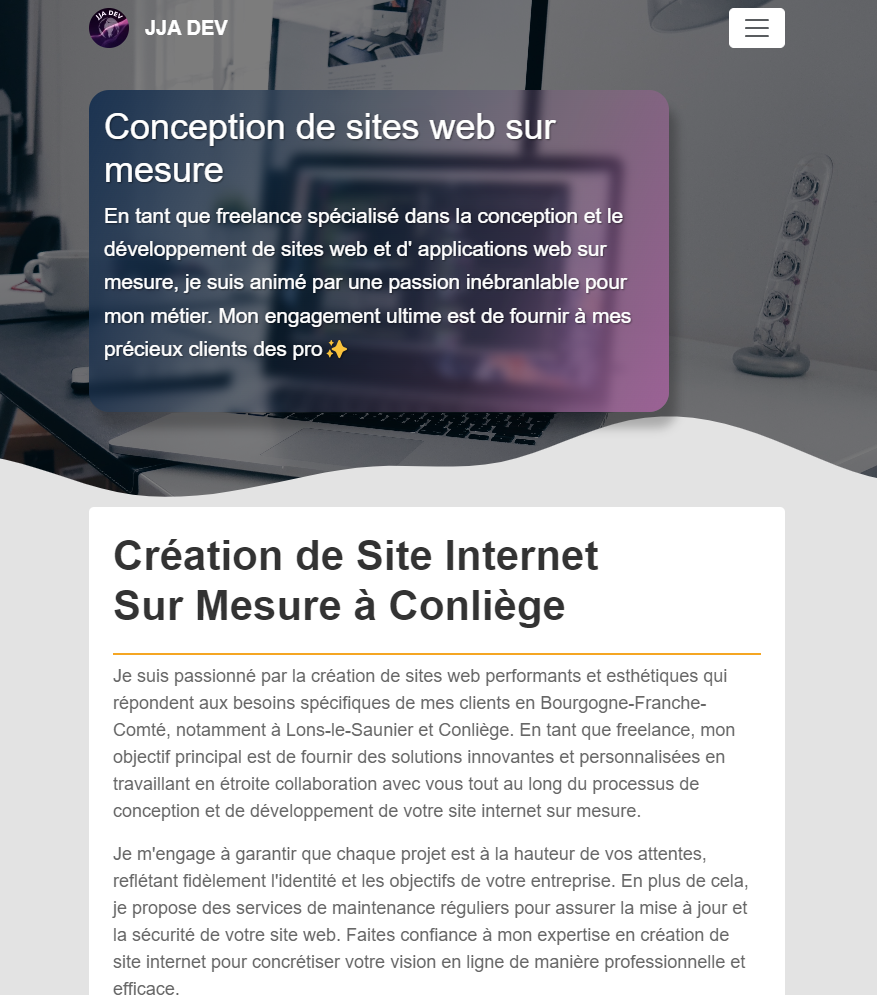 JJA DEV
JJA DEV
Conception de sites web sur
mesure
En tant que freelance spécialisé dans la conception et le
développement de sites web et d' applications web sur
mesure, je suis animé par une passion inébranlable pour
mon métier. Mon engagement ultime est de fournir à mes
précieux clients des pro✨
Création de Site Internet
Sur Mesure à Conliège
Je suis passionné par la création de sites web performants et esthétiques qui
répondent aux besoins spécifiques de mes clients en Bourgogne-Franche-
Comté, notamment à Lons-le-Saunier et Conliège. En tant que freelance, mon
objectif principal est de fournir des solutions innovantes et personnalisées en
travaillant en étroite collaboration avec vous tout au long du processus de
conception et de développement de votre site internet sur mesure.
Je m'engage à garantir que chaque projet est à la hauteur de vos attentes,
reflétant fidèlement l'identité et les objectifs de votre entreprise. En plus de cela,
je propose des services de maintenance réguliers pour assurer la mise à jour et
la sécurité de votre site web. Faites confiance à mon expertise en création de
site internet pour concrétiser votre vision en ligne de manière professionnelle et
efficace.